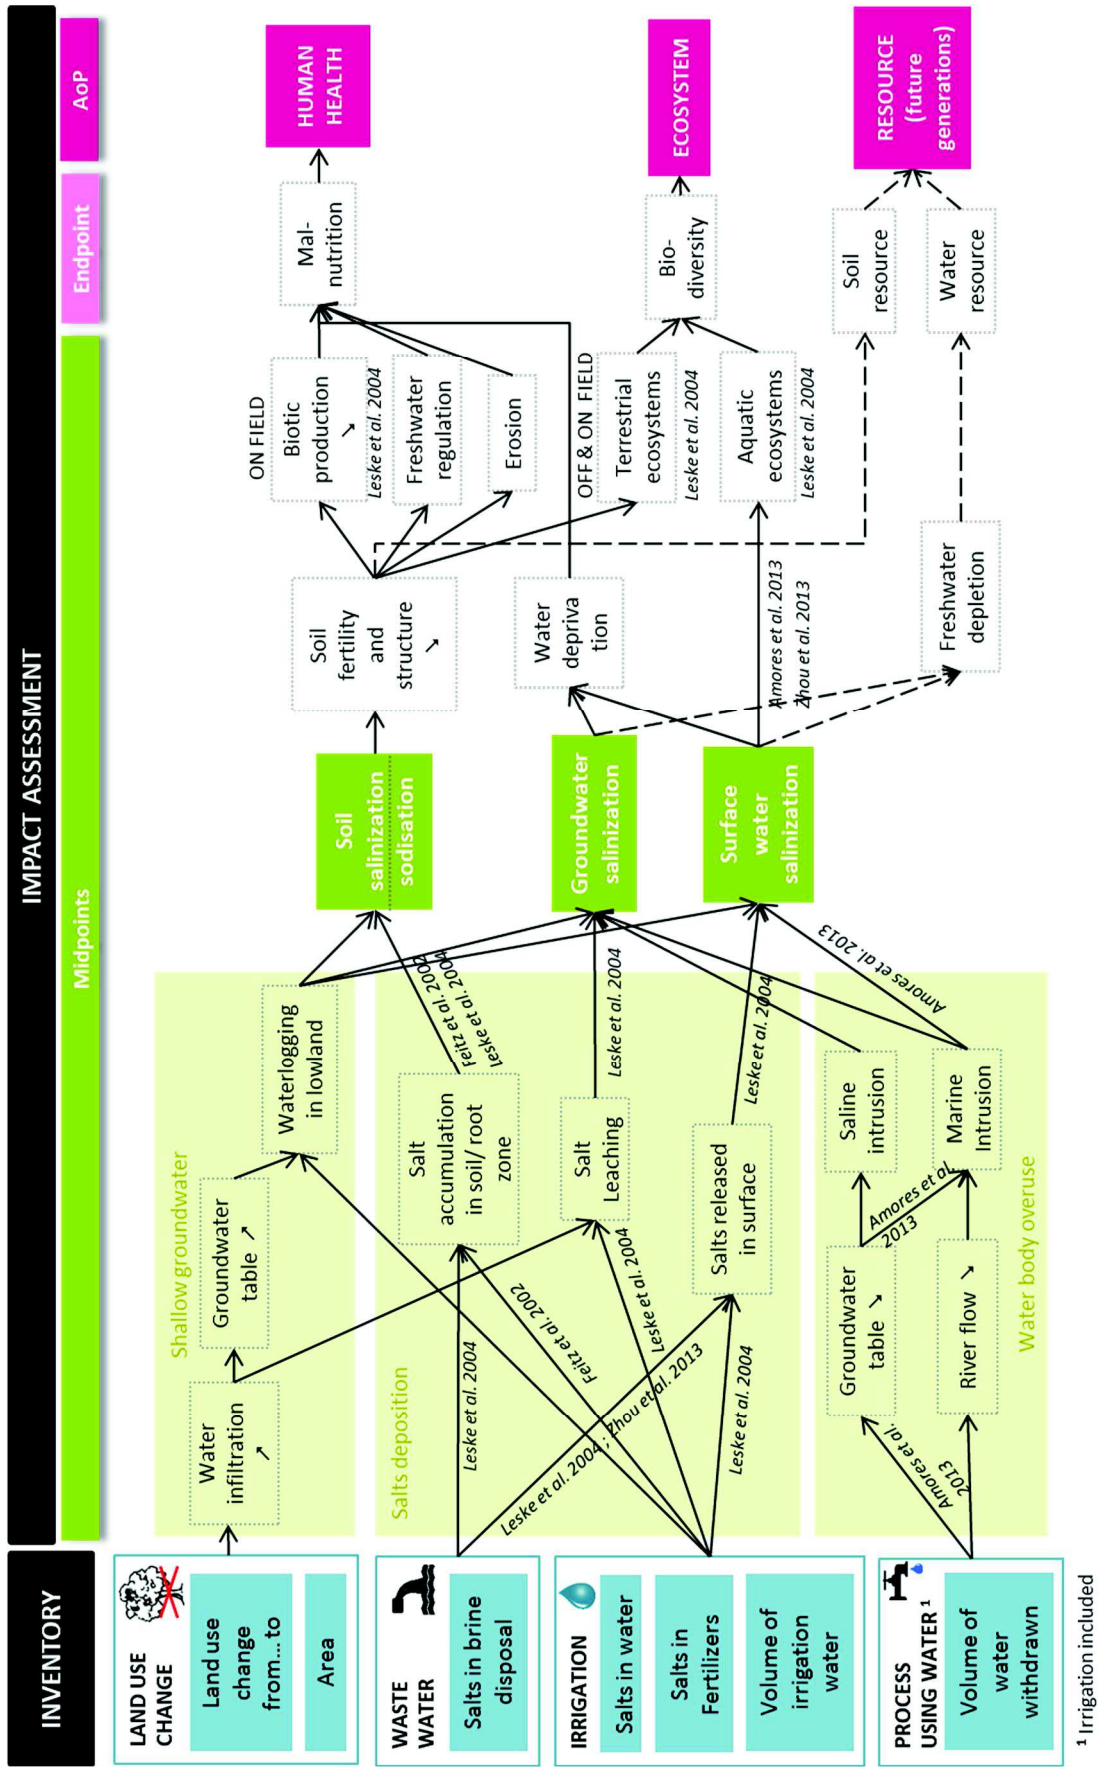 IMPACT ASSESSMENT
INVENTORY
Midpoints
Endpoint
AoP
LAND USE
CHANGE
Land use
change
from... to
Area
WASTE
WATER
Salts in brine
disposal
IRRIGATION
Salts in water
Salts in
Fertilizers
Volume of
irrigation
water
PROCESS
USING WATER ¹
Volume of
water
withdrawn
¹ Irrigation included
Shallow groundwater
Water
infiltration
↗
Groundwater
table ↗
Waterlogging
in lowland
Salts deposition
Leske et al. 2004
Feitz et al. 2002
Leske et al. 2004 ; Zhou et al. 2013
Leske et al. 2004
Leske et al. 2004
Salt
accumulation
in soil/ root
zone
Feitz et al. 2002
Leske et al. 2004
Salt
Leaching
Leske et al. 2004
Salts released
in surface
Leske et al. 2004
Water body overuse
Amores et al.
2013
Groundwater
table ↘
River flow ↘
Amores et al.
2013
Saline
intrusion
Marine
Intrusion
Amores et al. 2013
Soil
salinization
sodisation
Groundwater
salinization
Surface
water
salinization
Soil
fertility
and
structure
↘
Water
depriva
tion
Amores et al. 2013
Zhou et al. 2013
Freshwater
depletion
ON FIELD
Biotic
production
↘
Leske et al. 2004
Freshwater
regulation
Erosion
OFF & ON FIELD
Terrestrial
ecosystems
Leske et al. 2004
Aquatic
ecosystems
Leske et al. 2004
Mal-
nutrition
Bio-
diversity
Soil
resource
Water
resource
HUMAN
HEALTH
ECOSYSTEM
RESOURCE
(future
generations)